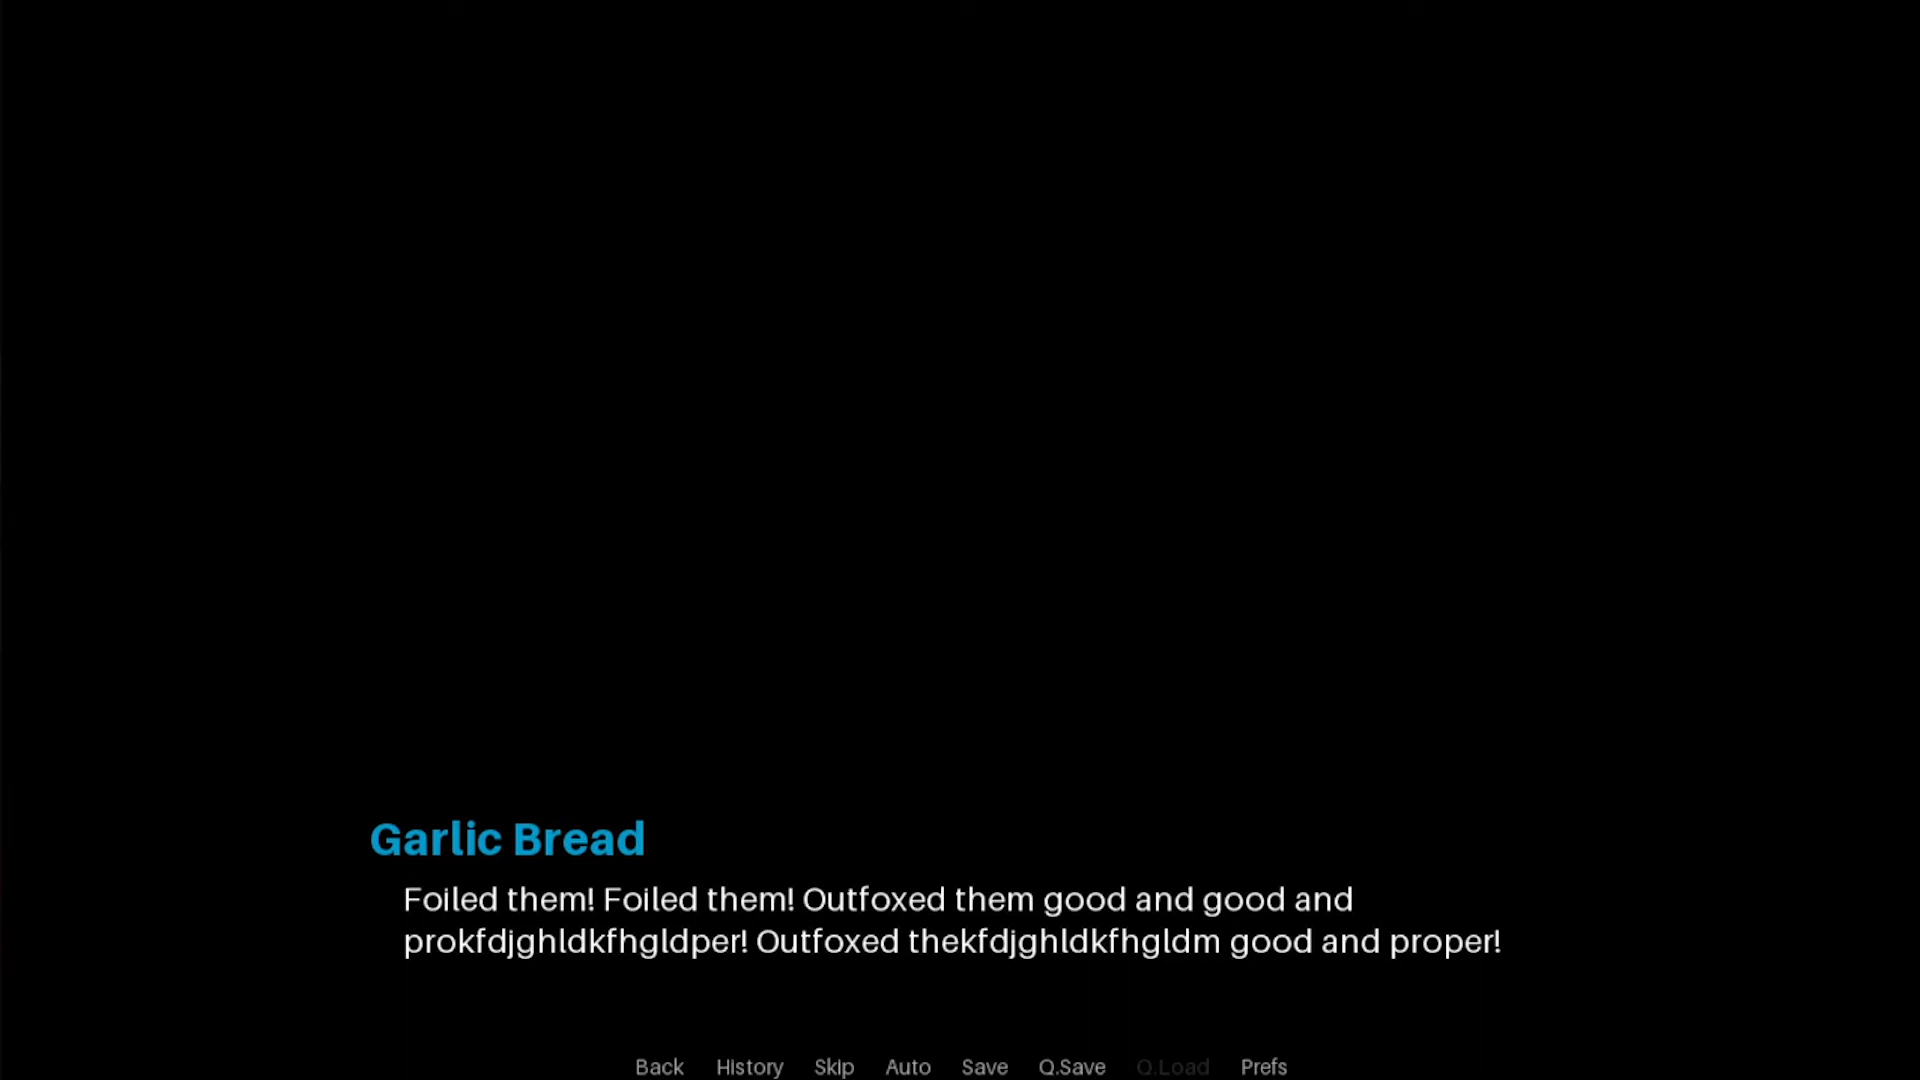 Garlic Bread
Foiled them! Foiled them! Outfoxed them good and good and
prokfdjghldkfhgldper! Outfoxed thekfdjghldkfhgldm good and proper!
Back History Skip Auto Save Q.Save Q.Load Prefs